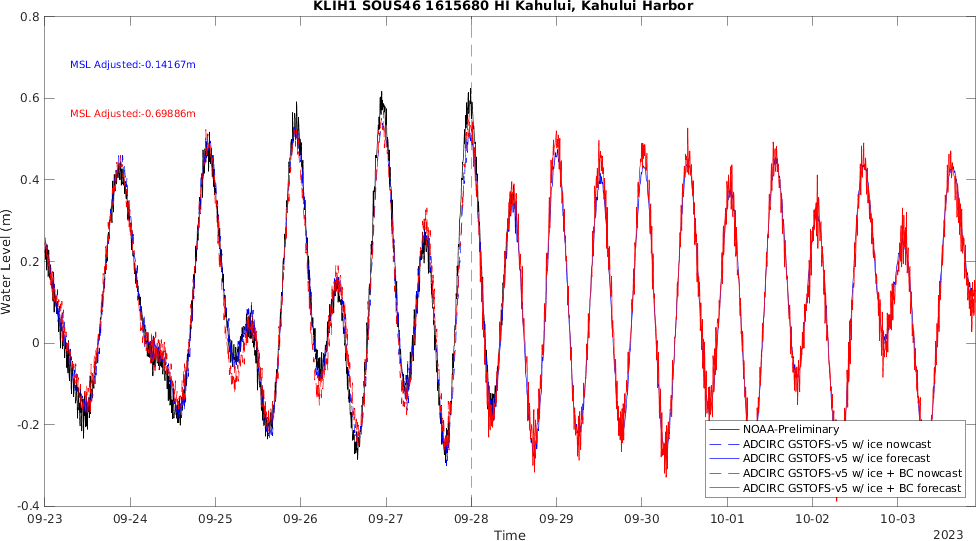 KLIH1 SOUS46 1615680 HI Kahului, Kahului Harbor
0.8
MSL Adjusted:-0.14167m
0.6
MSL Adjusted:-0.69886m
0.4
Water Level (m)
0.2
0
-0.2
-0.4
NOAA-Preliminary
ADCIRC GSTOFS-v5 w/ ice nowcast
ADCIRC GSTOFS-v5 w/ ice forecast
ADCIRC GSTOFS-v5 w/ ice + BC nowcast
ADCIRC GSTOFS-v5 w/ ice + BC forecast
09-23 09-24 09-25 09-26 09-27 09-28 09-29 09-30 10-01 10-02 10-03
Time
2023